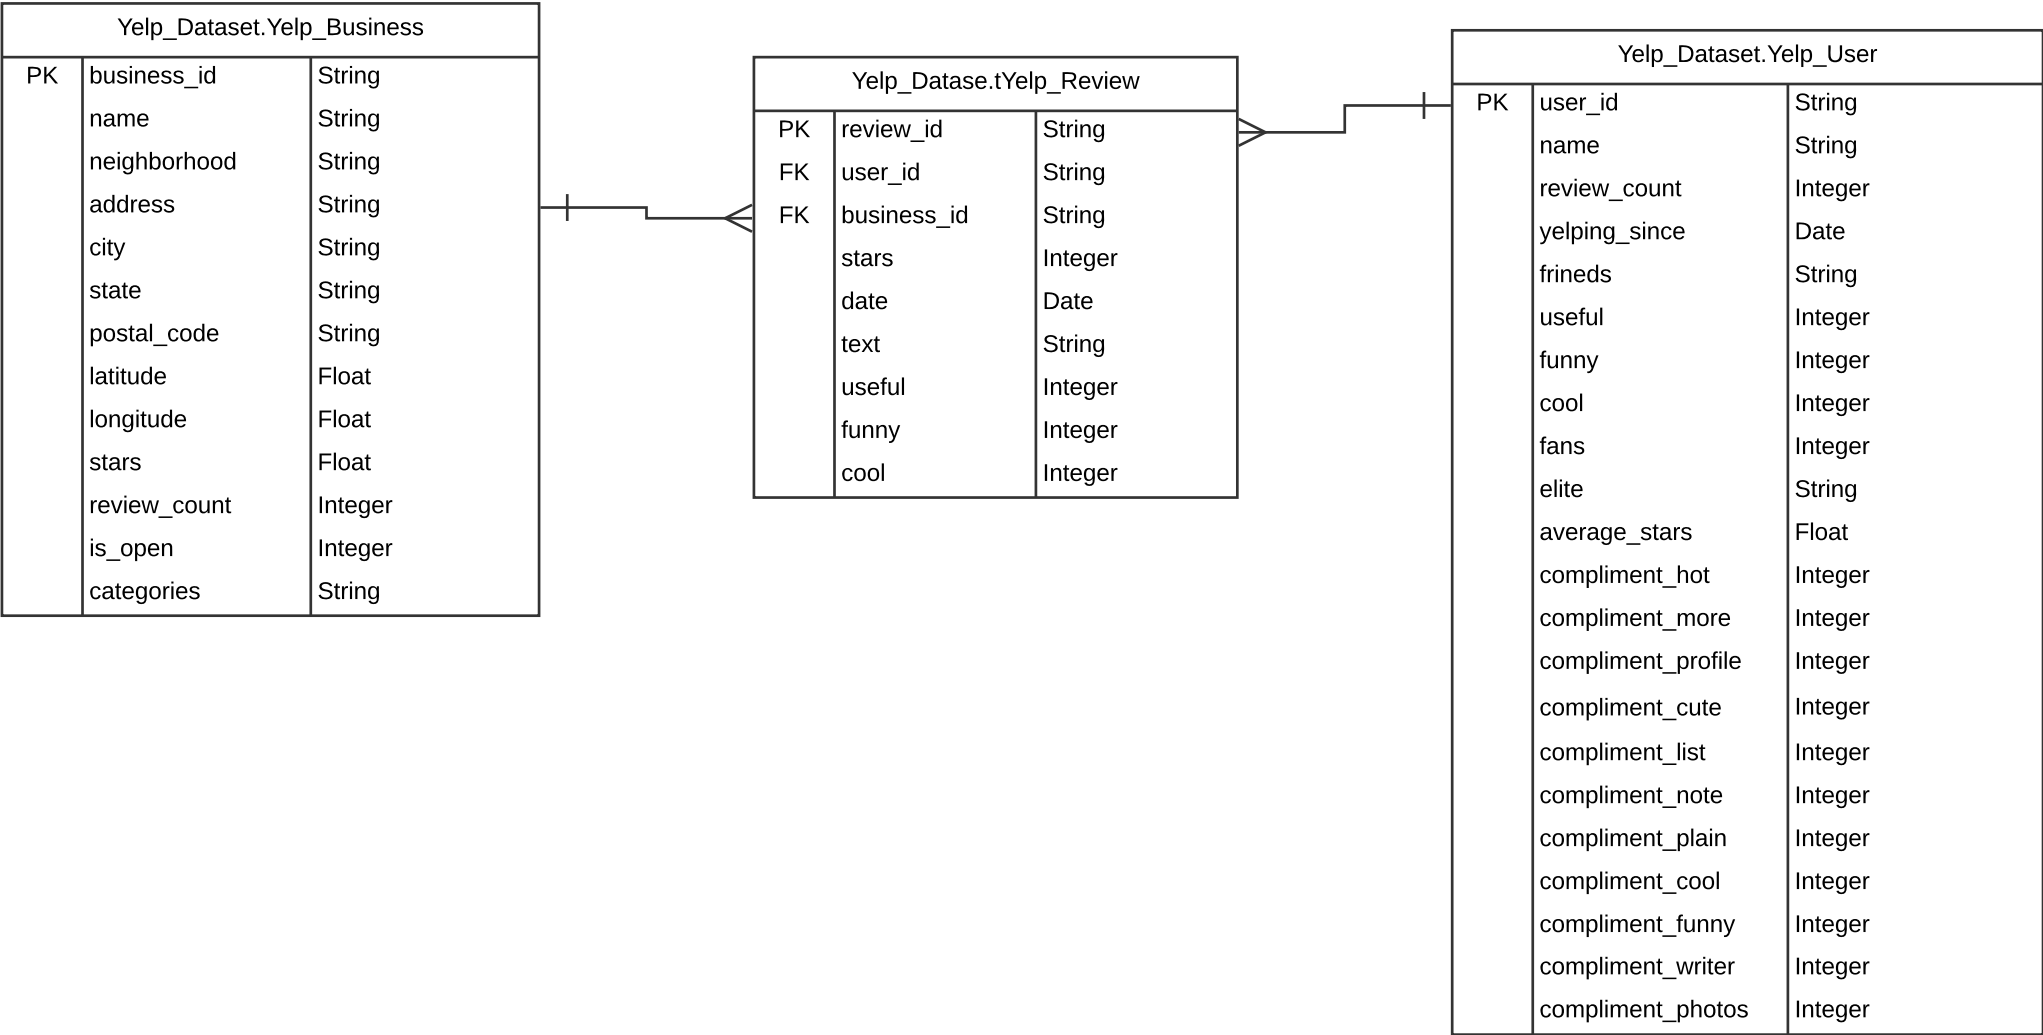 Yelp_Dataset.Yelp_Business
PK business_id String
name String
neighborhood String
address String
city String
state String
postal_code String
latitude Float
longitude Float
stars Float
review_count Integer
is_open Integer
categories String
Yelp_Datase.tYelp_Review
PK review_id String
FK user_id String
FK business_id String
stars Integer
date Date
text String
useful Integer
funny Integer
cool Integer
Yelp_Dataset.Yelp_User
PK user_id String
name String
review_count Integer
yelping_since Date
frineds String
useful Integer
funny Integer
cool Integer
fans Integer
elite String
average_stars Float
compliment_hot Integer
compliment_more Integer
compliment_profile Integer
compliment_cute Integer
compliment_list Integer
compliment_note Integer
compliment_plain Integer
compliment_cool Integer
compliment_funny Integer
compliment_writer Integer
compliment_photos Integer